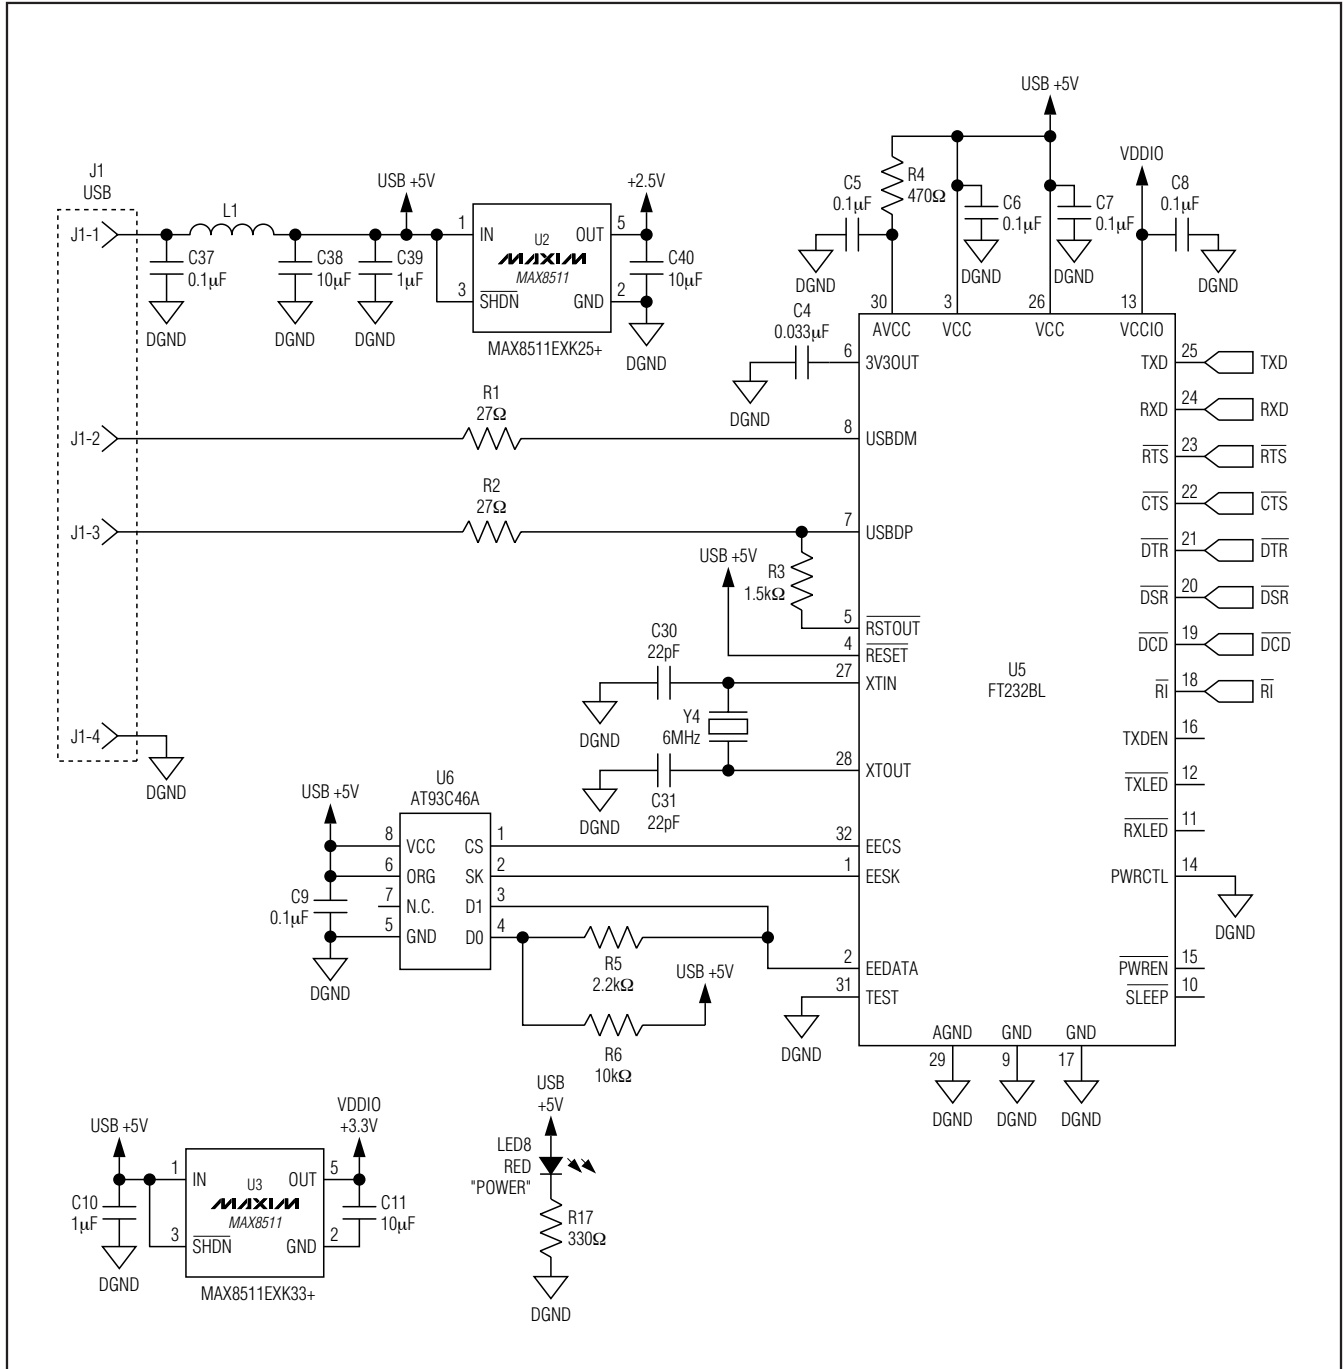 USB +5V
VDDIO
J1
USB
USB +5V
+2.5V
C5
0.1µF
R4
470Ω
C6
0.1µF
C7
0.1µF
C8
0.1µF
DGND
DGND
DGND
DGND
J1-1
L1
C37
0.1µF
C38
10µF
C39
1µF
DGND
DGND
DGND
1
IN
U2
OUT
5
MAXIM
MAX8511
3
SHDN
GND
2
MAX8511EXK25+
C40
10µF
DGND
30
3
26
13
AVCC
VCC
VCC
VCCIO
C4
0.033µF
DGND
6
3V3OUT
TXD
25
TXD
RXD
24
RXD
R1
27Ω
J1-2
8
USBDM
RTS
23
RTS
CTS
22
CTS
R2
27Ω
J1-3
7
USBDP
DTR
21
DTR
USB +5V
R3
1.5kΩ
DSR
20
DSR
5
RSTOUT
4
RESET
DCD
19
DCD
C30
22pF
27
XTIN
U5
FT232BL
RI
18
RI
DGND
Y4
6MHz
J1-4
DGND
TXDEN
16
28
XTOUT
TXLED
12
C31
22pF
DGND
U6
AT93C46A
USB +5V
RXLED
11
8
VCC
CS
1
32
EECS
6
ORG
SK
2
1
EESK
PWRCTL
14
DGND
C9
0.1µF
7
N.C.
D1
3
5
GND
D0
4
DGND
R5
2.2kΩ
USB +5V
2
EEDATA
PWREN
15
31
TEST
SLEEP
10
DGND
R6
10kΩ
AGND
GND
GND
29
9
17
DGND
DGND
DGND
USB +5V
VDDIO
+3.3V
C10
1µF
DGND
1
IN
U3
OUT
5
MAXIM
MAX8511
3
SHDN
GND
2
MAX8511EXK33+
C11
10µF
USB
+5V
LED8
RED
"POWER"
R17
330Ω
DGND